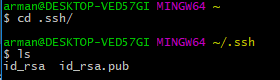 arman@DESKTOP-VED57GI MINGW64 ~
$ cd .ssh/
arman@DESKTOP-VED57GI MINGW64 ~/.ssh
$ ls
id_rsa  id_rsa.pub